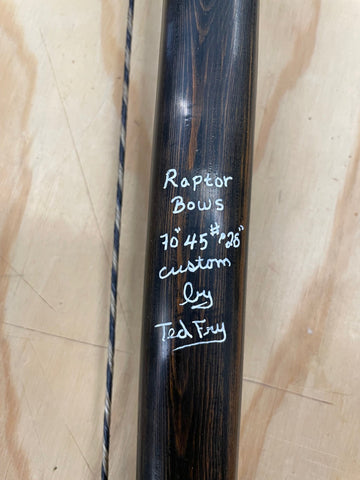 Raptor
Bows
70" 45#@28"
custom
by
Ted Fry